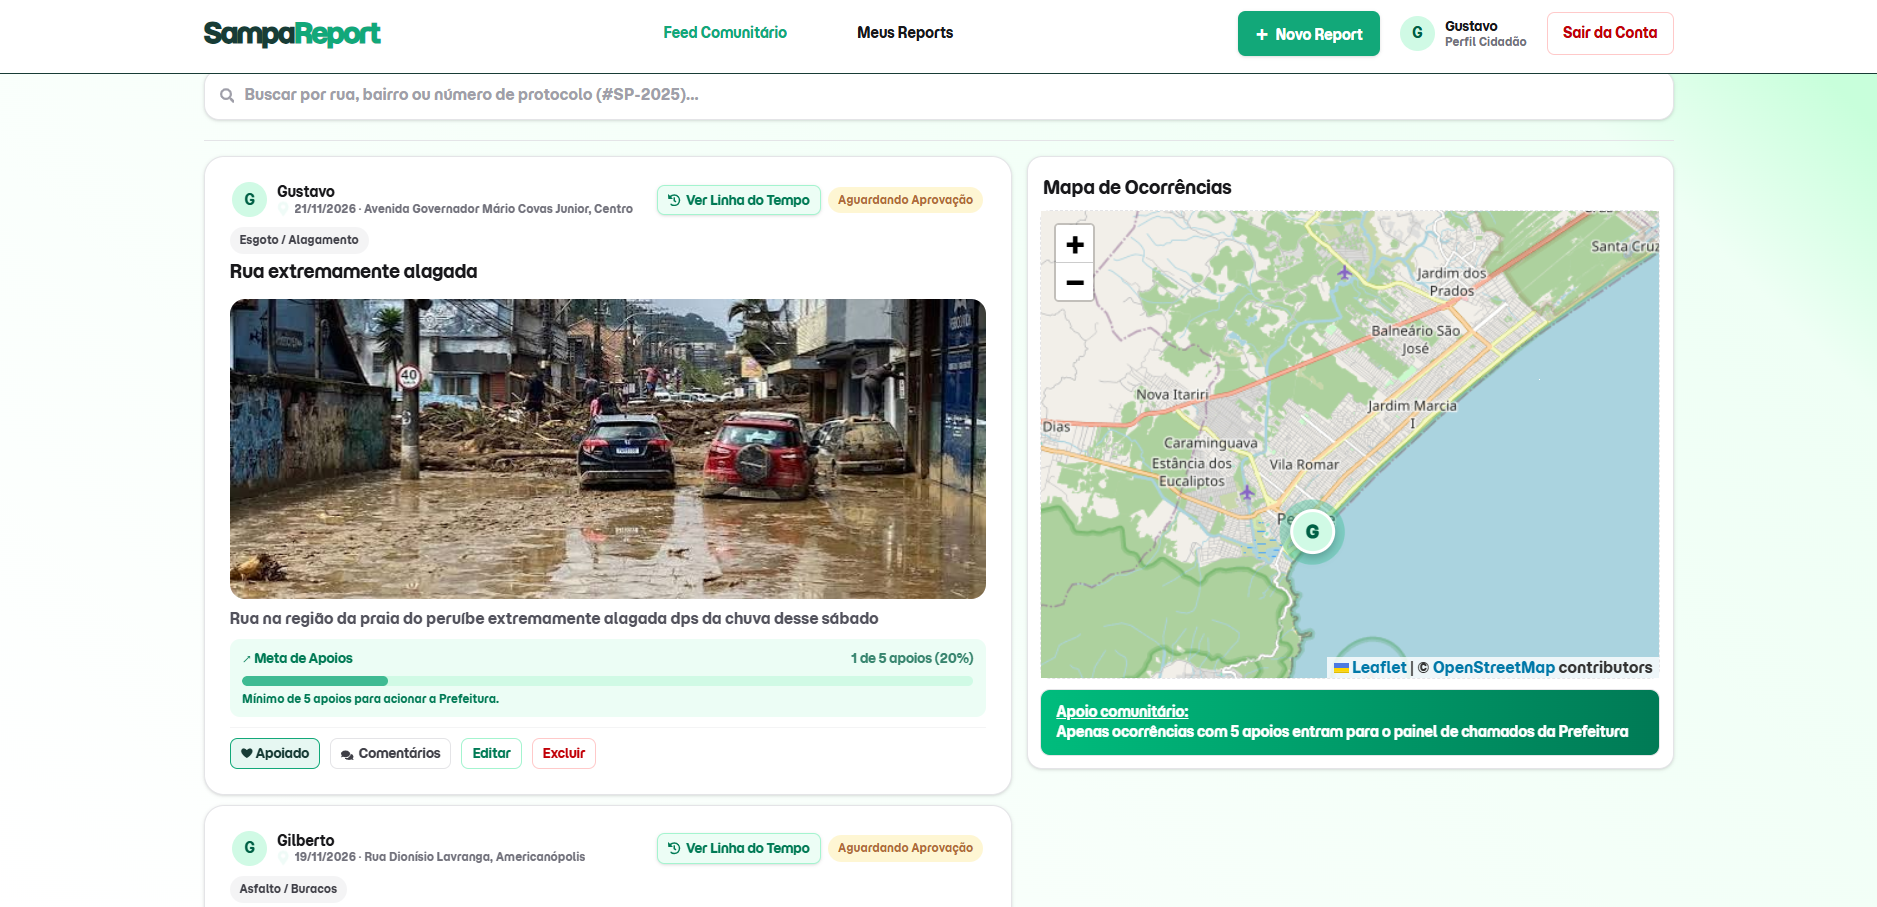 SampaReport
Feed Comunitário
Meus Reports
+ Novo Report
G
Gustavo
Perfil Cidadão
Sair da Conta
Buscar por rua, bairro ou número de protocolo (#SP-2025)...
G
Gustavo
21/11/2026 · Avenida Governador Mário Covas Junior, Centro
Ver Linha do Tempo
Aguardando Aprovação
Esgoto / Alagamento
Rua extremamente alagada
40
Rua na região da praia do peruíbe extremamente alagada dps da chuva desse sábado
Meta de Apoios
1 de 5 apoios (20%)
Mínimo de 5 apoios para acionar a Prefeitura.
Apoiado
Comentários
Editar
Excluir
G
Gilberto
19/11/2026 · Rua Dionísio Lavranga, Americanópolis
Ver Linha do Tempo
Aguardando Aprovação
Asfalto / Buracos
Mapa de Ocorrências
+
−
Santa Cruz
Jardim dos
Prados
Balneário São
José
Nova Itariri
Jardim Marcia
I
Dias
Caraminguava
Estância dos
Eucaliptos
Vila Romar
G
Leaflet | © OpenStreetMap contributors
Apoio comunitário:
Apenas ocorrências com 5 apoios entram para o painel de chamados da Prefeitura